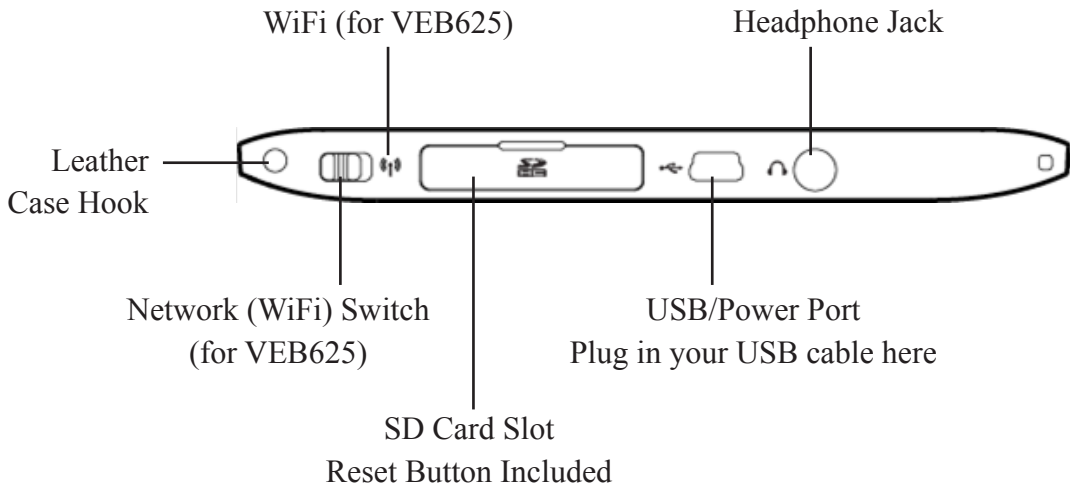 WiFi (for VEB625)
Headphone Jack
Leather
Case Hook
Network (WiFi) Switch
(for VEB625)
USB/Power Port
Plug in your USB cable here
SD Card Slot
Reset Button Included